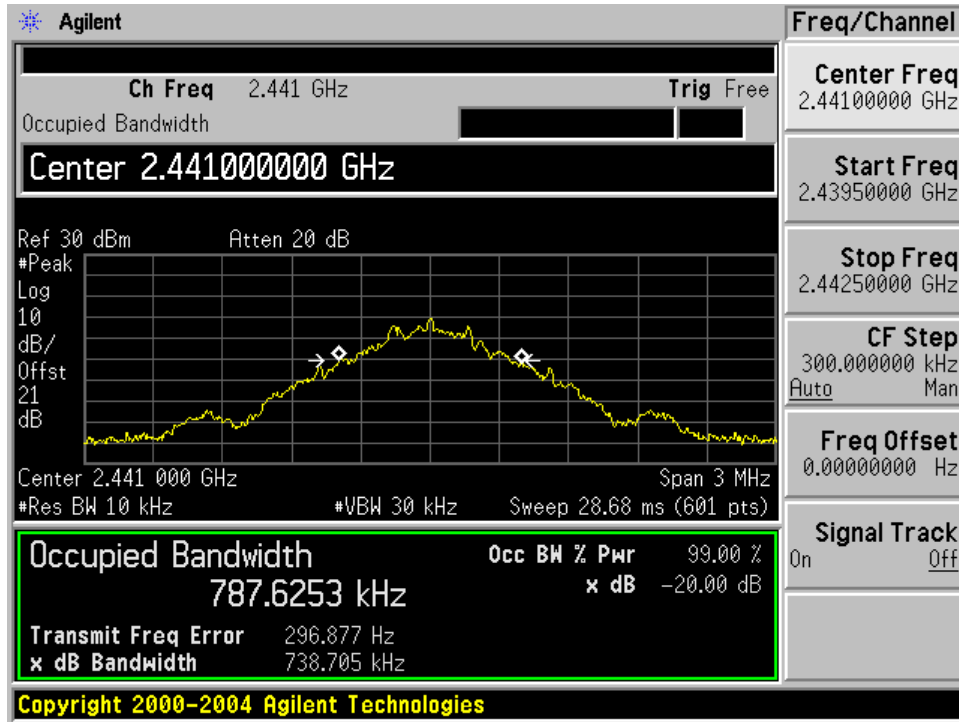 Agilent
Freq/Channel
Ch Freq 2.441 GHz Trig Free
Occupied Bandwidth
Center 2.441000000 GHz
Ref 30 dBm Atten 20 dB
#Peak
Log
10
dB/
Offst
21
dB
Center 2.441 000 GHz Span 3 MHz
#Res BW 10 kHz #VBW 30 kHz Sweep 28.68 ms (601 pts)
Occupied Bandwidth
787.6253 kHz
Occ BW % Pwr 99.00 %
x dB -20.00 dB
Transmit Freq Error 296.877 Hz
x dB Bandwidth 738.705 kHz
Copyright 2000-2004 Agilent Technologies
Center Freq
2.44100000 GHz
Start Freq
2.43950000 GHz
Stop Freq
2.44250000 GHz
CF Step
300.000000 kHz
Auto Man
Freq Offset
0.00000000 Hz
Signal Track
On Off